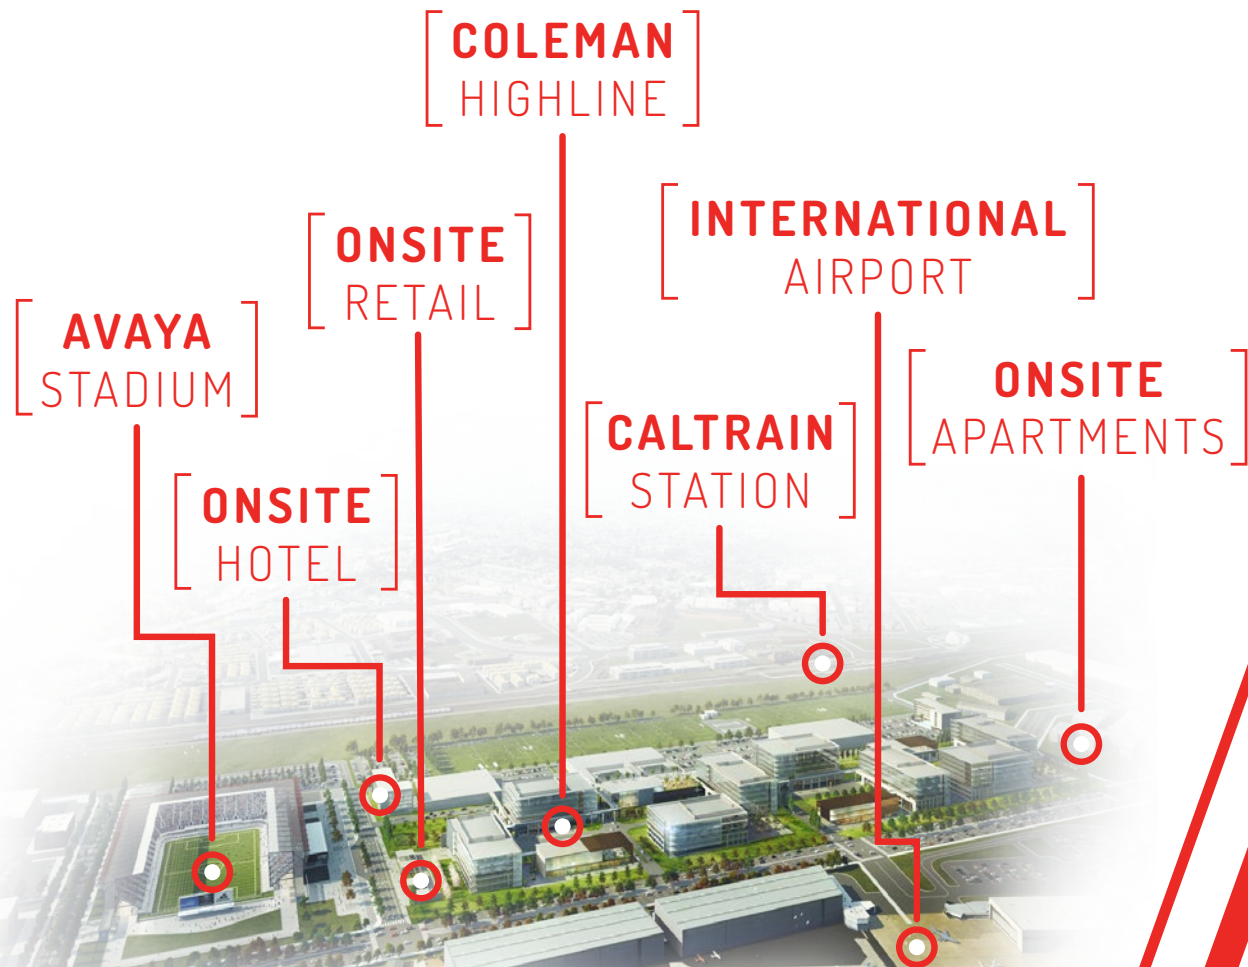 COLEMAN
HIGHLINE
INTERNATIONAL
AIRPORT
ONSITE
RETAIL
AVAYA
STADIUM
ONSITE
APARTMENTS
CALTRAIN
STATION
ONSITE
HOTEL